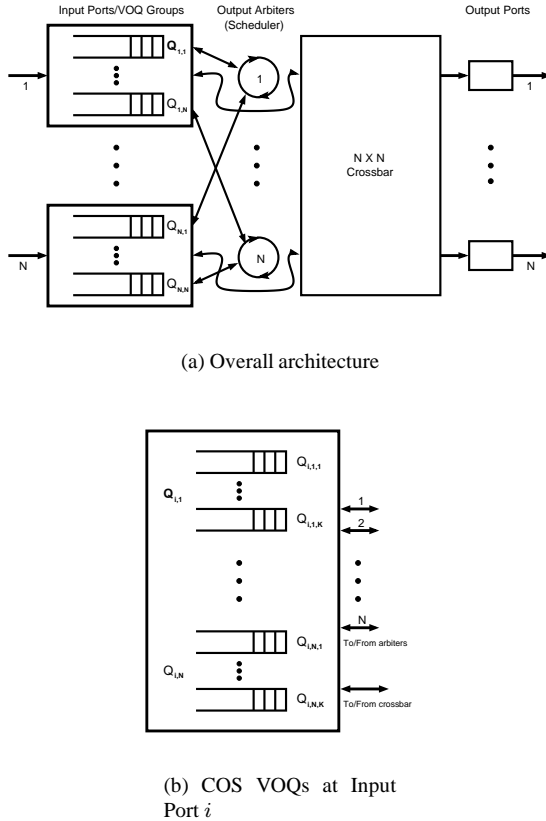 Input Ports/VOQ Groups
Output Arbiters
(Scheduler)
Output Ports
Q1,1
1
Q1,N
1
1
N X N
Crossbar
QN,1
N
QN,N
N
N
(a) Overall architecture
Qi,1,1
Qi,1
Qi,1,K
1
2
N
Qi,N,1
To/From arbiters
Qi,N
Qi,N,K
To/From crossbar
(b) COS VOQs at Input
Port i